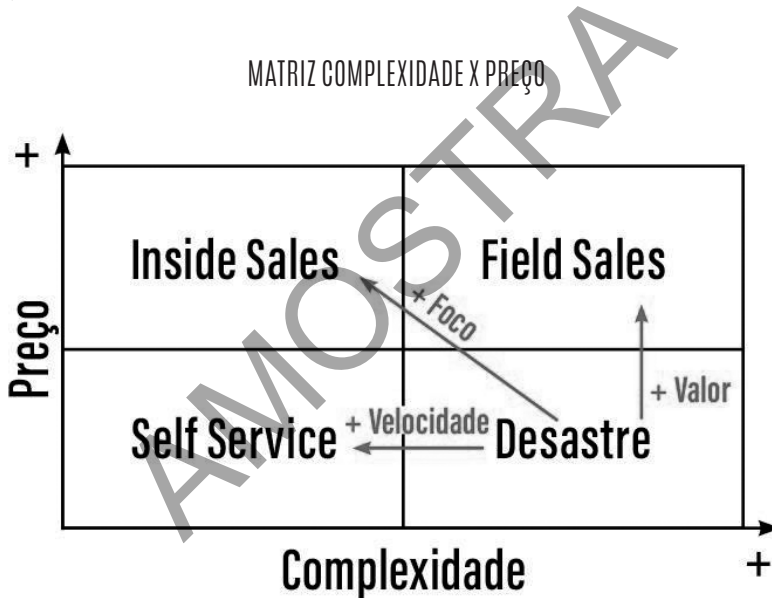 MATRIZ COMPLEXIDADE X PREÇO
+
Inside Sales
Field Sales
+ Foco
Preço
+ Valor
+ Velocidade
Self Service
Desastre
Complexidade
+
AMOSTRA